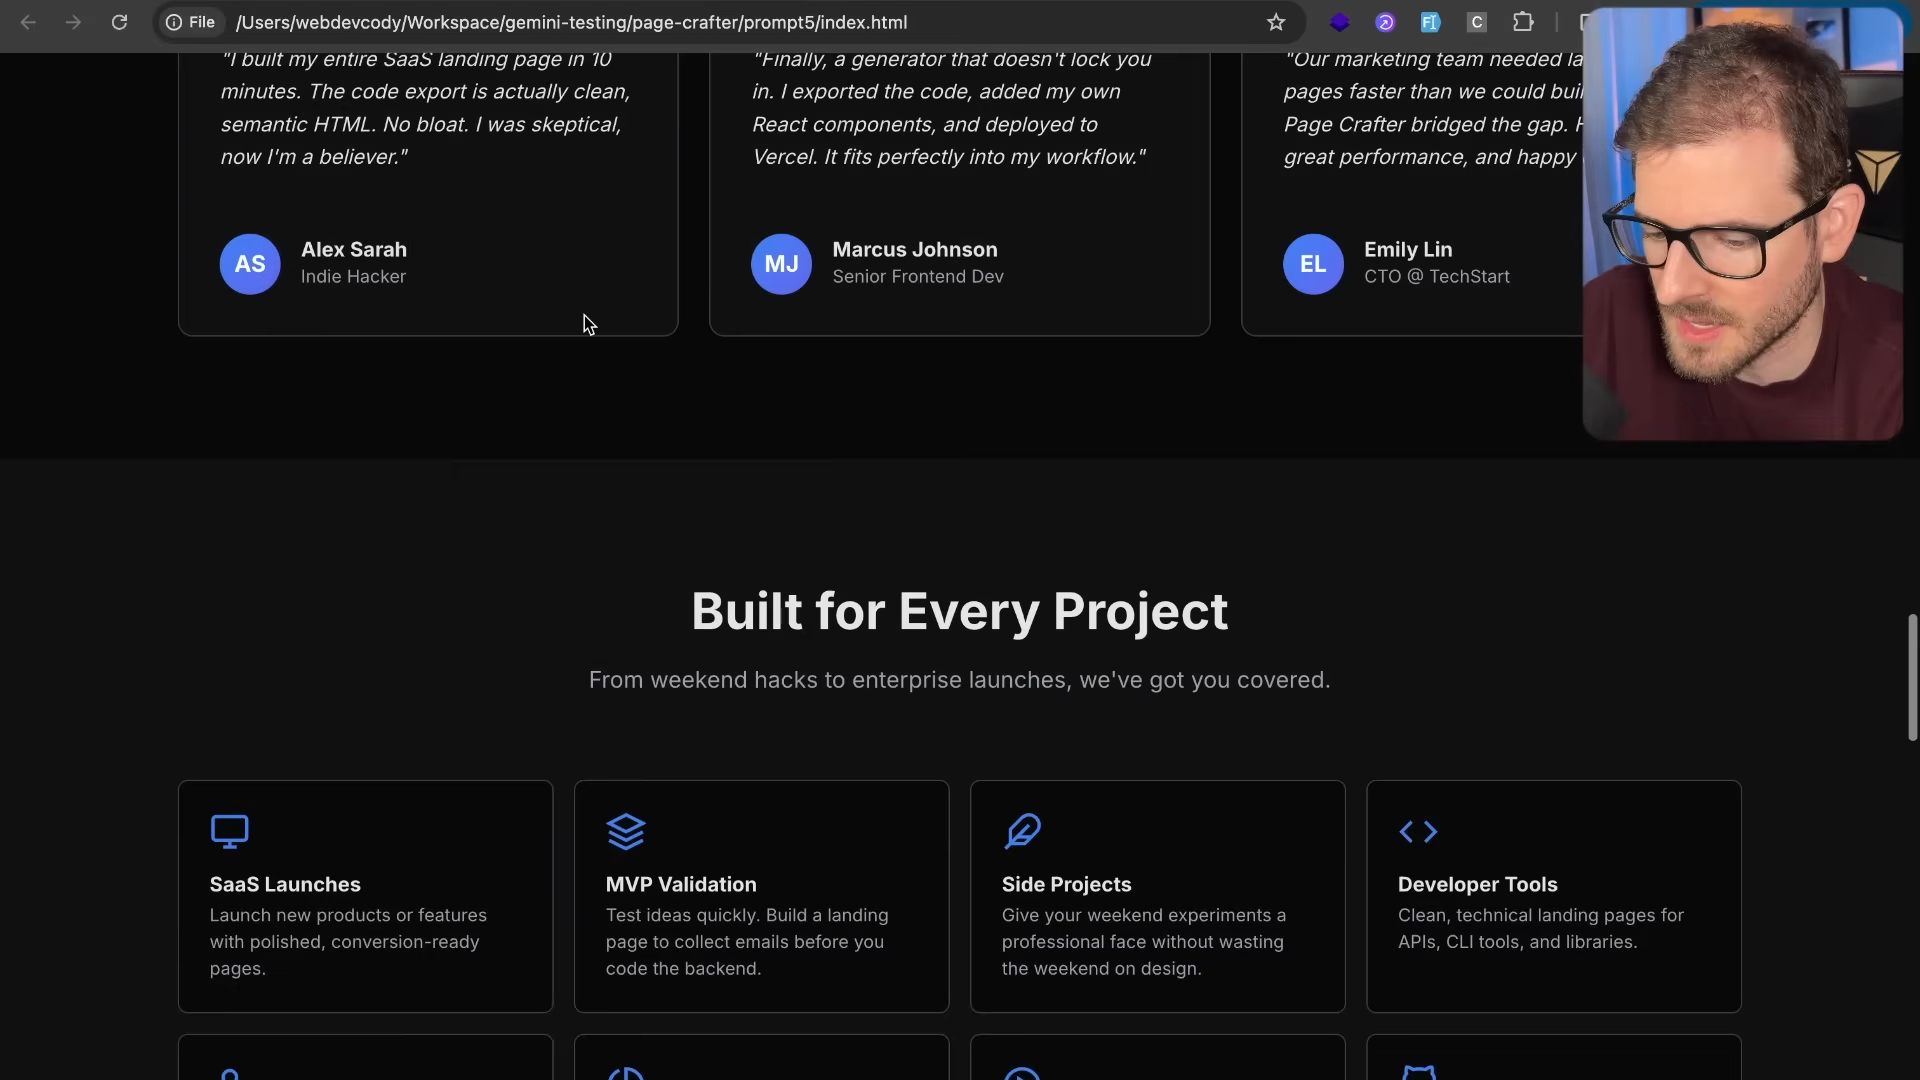 File
/Users/webdevcody/Workspace/gemini-testing/page-crafter/prompt5/index.html
C
"I built my entire SaaS landing page in 10
minutes. The code export is actually clean,
semantic HTML. No bloat. I was skeptical,
now I'm a believer."
AS
Alex Sarah
Indie Hacker
"Finally, a generator that doesn't lock you
in. I exported the code, added my own
React components, and deployed to
Vercel. It fits perfectly into my workflow."
MJ
Marcus Johnson
Senior Frontend Dev
"Our marketing team needed
pages faster than we could
Page Crafter bridged the gap.
great performance, and happy
EL
Emily Lin
CTO @ TechStart
Built for Every Project
From weekend hacks to enterprise launches, we've got you covered.
SaaS Launches
Launch new products or features
with polished, conversion-ready
pages.
MVP Validation
Test ideas quickly. Build a landing
page to collect emails before you
code the backend.
Side Projects
Give your weekend experiments a
professional face without wasting
the weekend on design.
Developer Tools
Clean, technical landing pages for
APIs, CLI tools, and libraries.